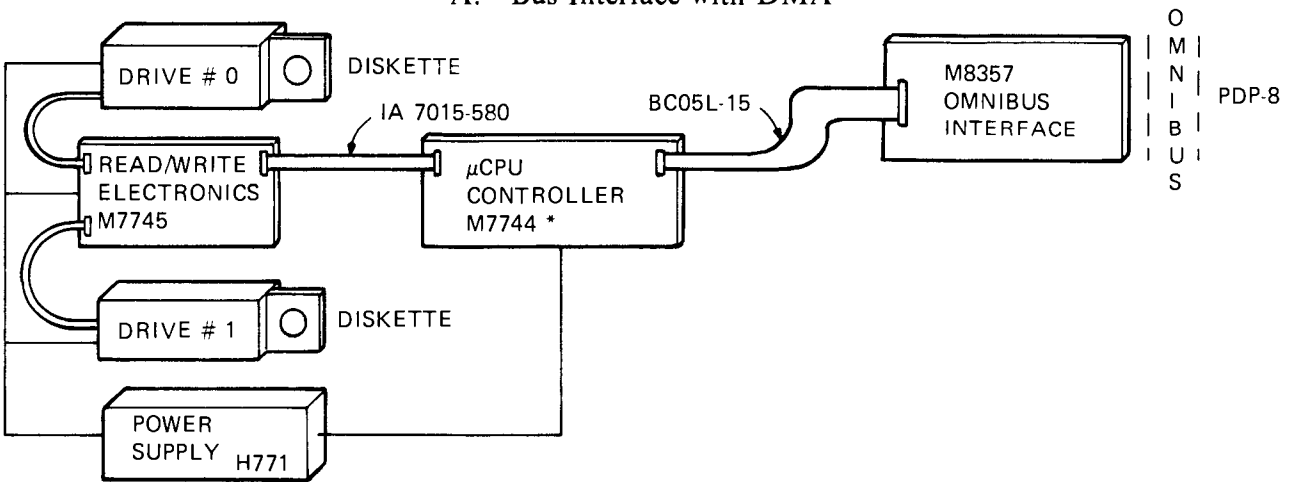 A. Bus Interface with DMA
DRIVE # 0
DISKETTE
IA 7015-580
READ/WRITE
ELECTRONICS
M7745
μCPU
CONTROLLER
M7744 *
BC05L-15
M8357
OMNIBUS
INTERFACE
OMNIBUS
PDP-8
DRIVE # 1
DISKETTE
POWER
SUPPLY
H771